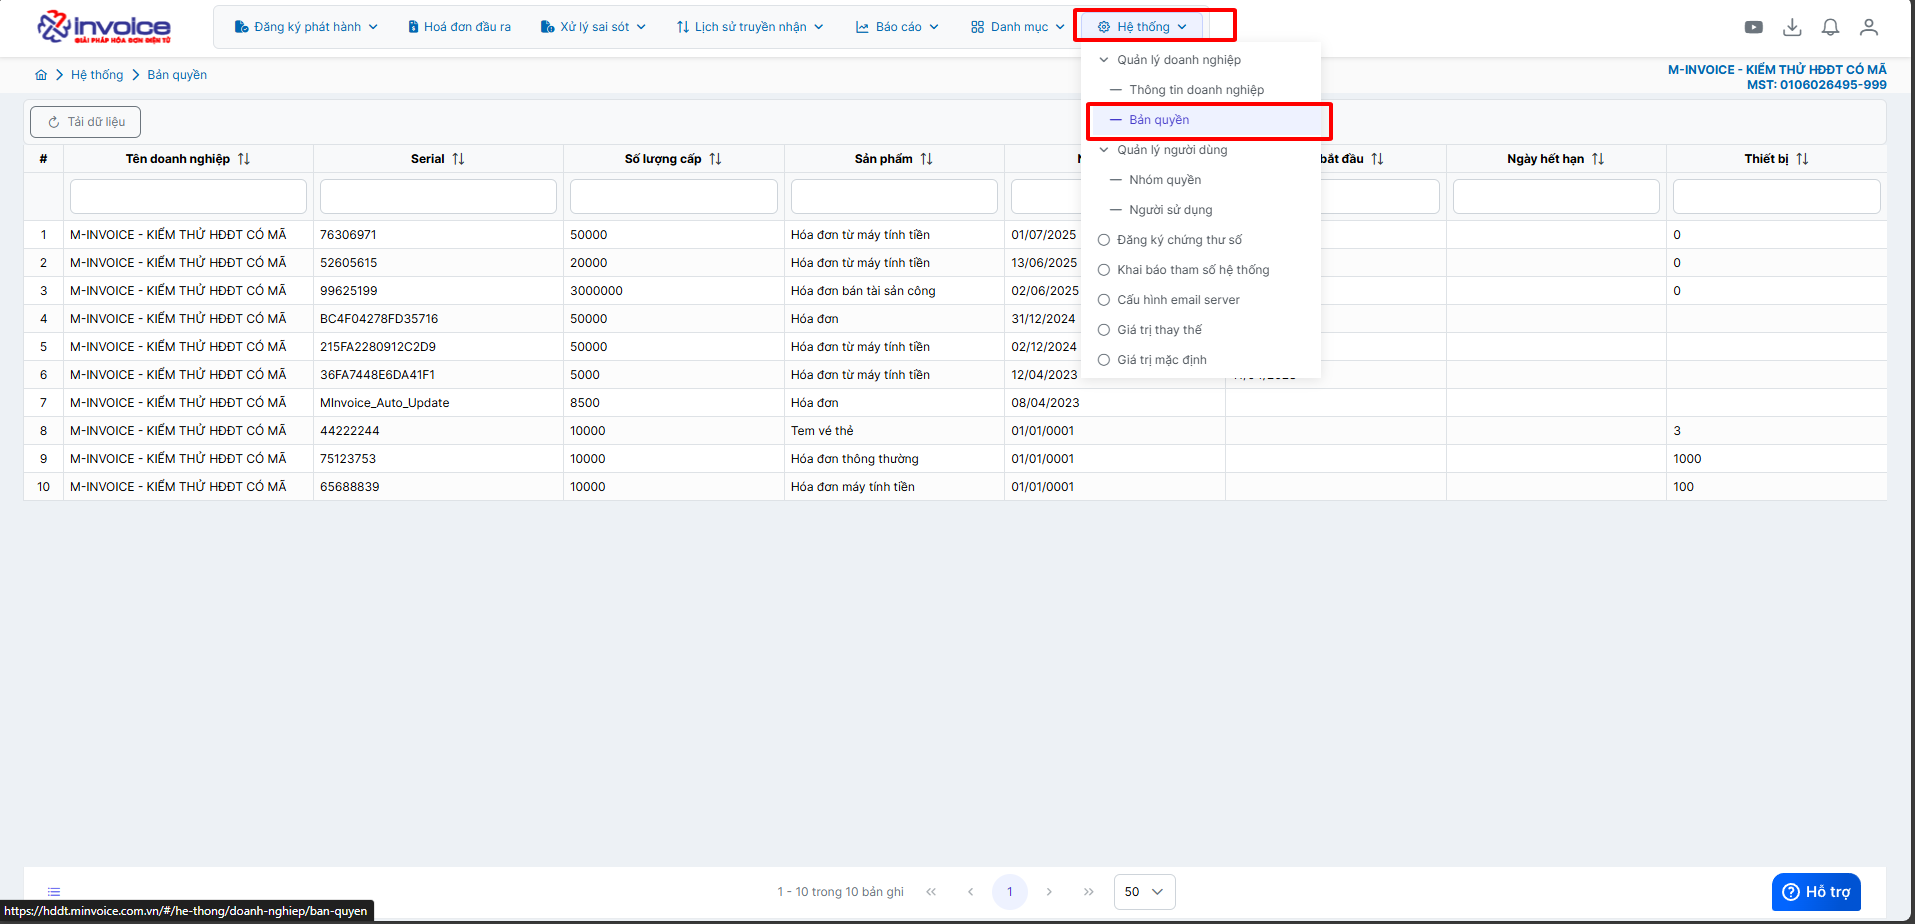 invoice
GIẢI PHÁP HÓA ĐƠN ĐIỆN TỬ
Đăng ký phát hành
Hoá đơn đầu ra
Xử lý sai sót
Lịch sử truyền nhận
Báo cáo
Danh mục
Hệ thống
Hệ thống
Bản quyền
M-INVOICE - KIỂM THỬ HĐĐT CÓ MÃ
MST: 0106026495-999
Quản lý doanh nghiệp
Thông tin doanh nghiệp
Bản quyền
Quản lý người dùng
Nhóm quyền
Người sử dụng
Đăng ký chứng thư số
Khai báo tham số hệ thống
Cấu hình email server
Giá trị thay thế
Giá trị mặc định
Tải dữ liệu
# Tên doanh nghiệp Serial Số lượng cấp Sản phẩm bắt đầu Ngày hết hạn Thiết bị
1 M-INVOICE - KIỂM THỬ HĐĐT CÓ MÃ 76306971 50000 Hóa đơn từ máy tính tiền 01/07/2025 0
2 M-INVOICE - KIỂM THỬ HĐĐT CÓ MÃ 52605615 20000 Hóa đơn từ máy tính tiền 13/06/2025 0
3 M-INVOICE - KIỂM THỬ HĐĐT CÓ MÃ 99625199 3000000 Hóa đơn bán tài sản công 02/06/2025 0
4 M-INVOICE - KIỂM THỬ HĐĐT CÓ MÃ BC4F04278FD35716 50000 Hóa đơn 31/12/2024
5 M-INVOICE - KIỂM THỬ HĐĐT CÓ MÃ 215FA2280912C2D9 50000 Hóa đơn từ máy tính tiền 02/12/2024
6 M-INVOICE - KIỂM THỬ HĐĐT CÓ MÃ 36FA7448E6DA41F1 5000 Hóa đơn từ máy tính tiền 12/04/2023
7 M-INVOICE - KIỂM THỬ HĐĐT CÓ MÃ MInvoice_Auto_Update 8500 Hóa đơn 08/04/2023
8 M-INVOICE - KIỂM THỬ HĐĐT CÓ MÃ 44222244 10000 Tem vé thẻ 01/01/0001 3
9 M-INVOICE - KIỂM THỬ HĐĐT CÓ MÃ 75123753 10000 Hóa đơn thông thường 01/01/0001 1000
10 M-INVOICE - KIỂM THỬ HĐĐT CÓ MÃ 65688839 10000 Hóa đơn máy tính tiền 01/01/0001 100
1 - 10 trong 10 bản ghi
1
50
Hỗ trợ
https://hddt.minvoice.com.vn/#/he-thong/doanh-nghiep/ban-quyen